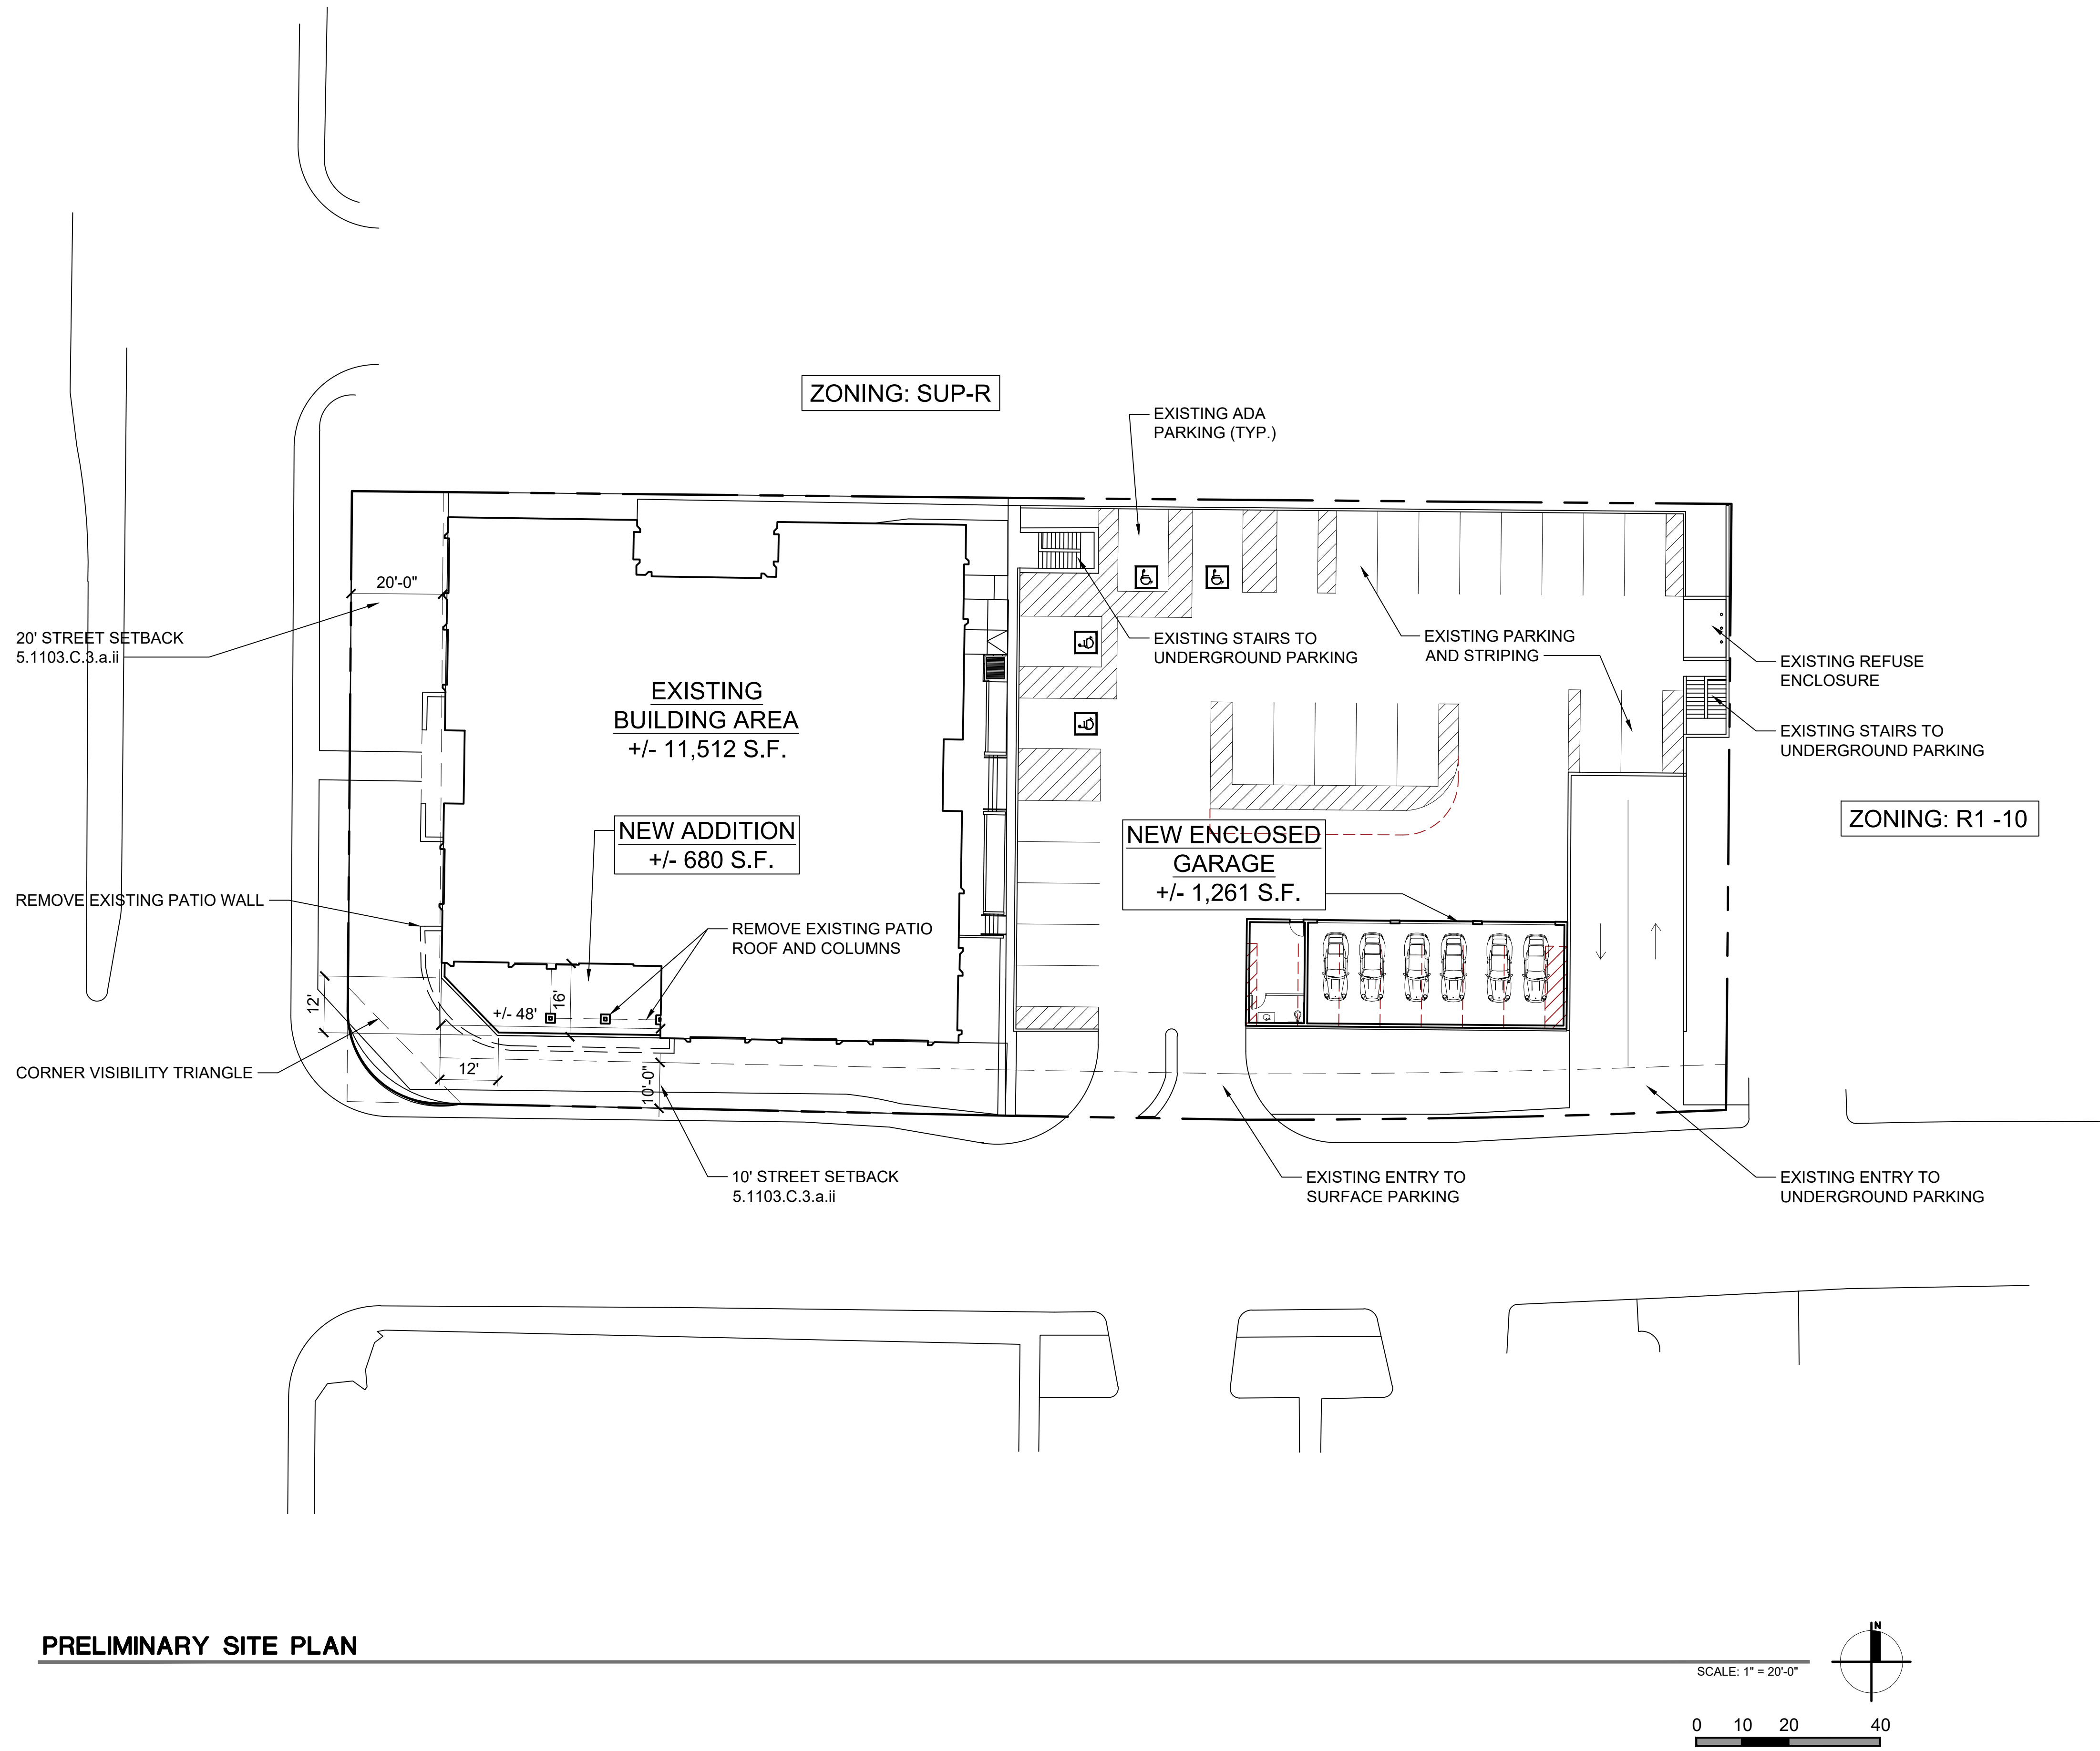 ZONING: SUP-R
EXISTING ADA
PARKING (TYP.)
20'-0"
20' STREET SETBACK
5.1103.C.3.a.ii
EXISTING STAIRS TO
UNDERGROUND PARKING
EXISTING PARKING
AND STRIPING
EXISTING REFUSE
ENCLOSURE
EXISTING STAIRS TO
UNDERGROUND PARKING
EXISTING
BUILDING AREA
+/- 11,512 S.F.
ZONING: R1 -10
NEW ADDITION
+/- 680 S.F.
NEW ENCLOSED
GARAGE
+/- 1,261 S.F.
REMOVE EXISTING PATIO WALL
REMOVE EXISTING PATIO
ROOF AND COLUMNS
12'
+/- 48'
16'
CORNER VISIBILITY TRIANGLE
12'
10'-0"
10' STREET SETBACK
5.1103.C.3.a.ii
EXISTING ENTRY TO
SURFACE PARKING
EXISTING ENTRY TO
UNDERGROUND PARKING
PRELIMINARY SITE PLAN
N
SCALE: 1" = 20'-0"
0 10 20 40